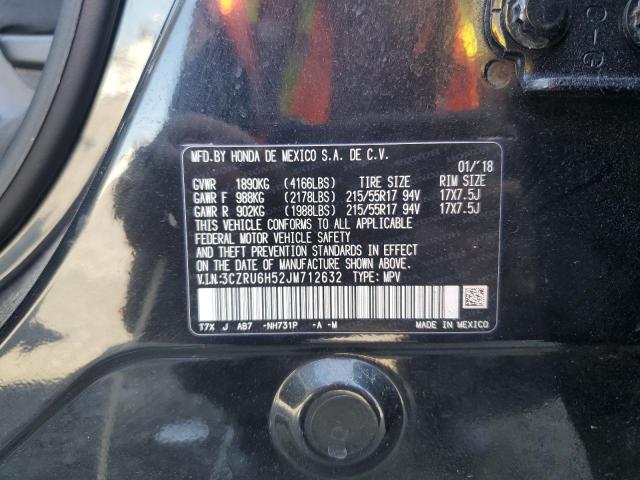 MFD.BY HONDA DE MEXICO S.A. DE C.V.
01/'18
GVWR 1890KG (4166LBS) TIRE SIZE RIM SIZE
GAWR F 988KG (2178LBS) 215/55R17 94V 17X7.5J
GAWR R 902KG (1988LBS) 215/55R17 94V 17X7.5J
THIS VEHICLE CONFORMS TO ALL APPLICABLE
FEDERAL MOTOR VEHICLE SAFETY
AND THEFT PREVENTION STANDARDS IN EFFECT
ON THE DATE OF MANUFACTURE SHOWN ABOVE.
V.I.N:3CZRU6H52JM712632 TYPE: MPV
T7X J AB7 -NH731P -A -M